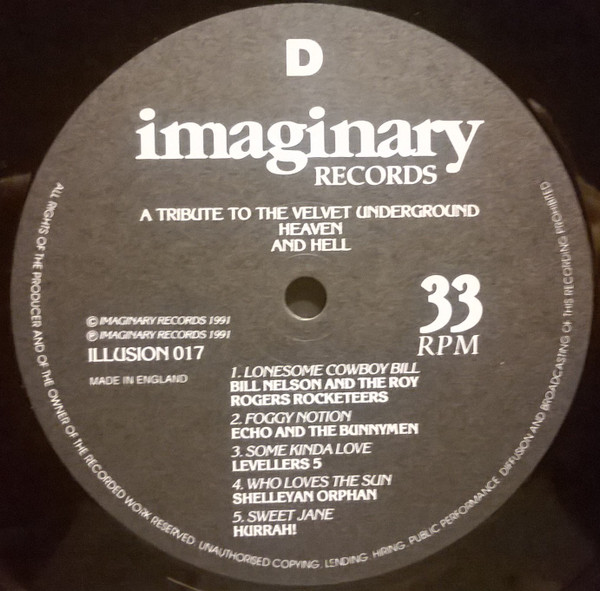 D
imaginary
RECORDS
A TRIBUTE TO THE VELVET UNDERGROUND
HEAVEN
AND HELL
33
RPM
© IMAGINARY RECORDS 1991
℗ IMAGINARY RECORDS 1991
ILLUSION 017
MADE IN ENGLAND
1. LONESOME COWBOY BILL
BILL NELSON AND THE ROY
ROGERS ROCKETEERS
2. FOGGY NOTION
ECHO AND THE BUNNYMEN
3. SOME KINDA LOVE
LEVELLERS 5
4. WHO LOVES THE SUN
SHELLEYAN ORPHAN
5. SWEET JANE
HURRAH!
ALL RIGHTS OF THE PRODUCER AND OF THE OWNER OF THE RECORDED WORK RESERVED. UNAUTHORISED COPYING. LENDING. HIRING. PUBLIC PERFORMANCE. DIFFUSION AND BROADCASTING OF THIS RECORDING PROHIBITED